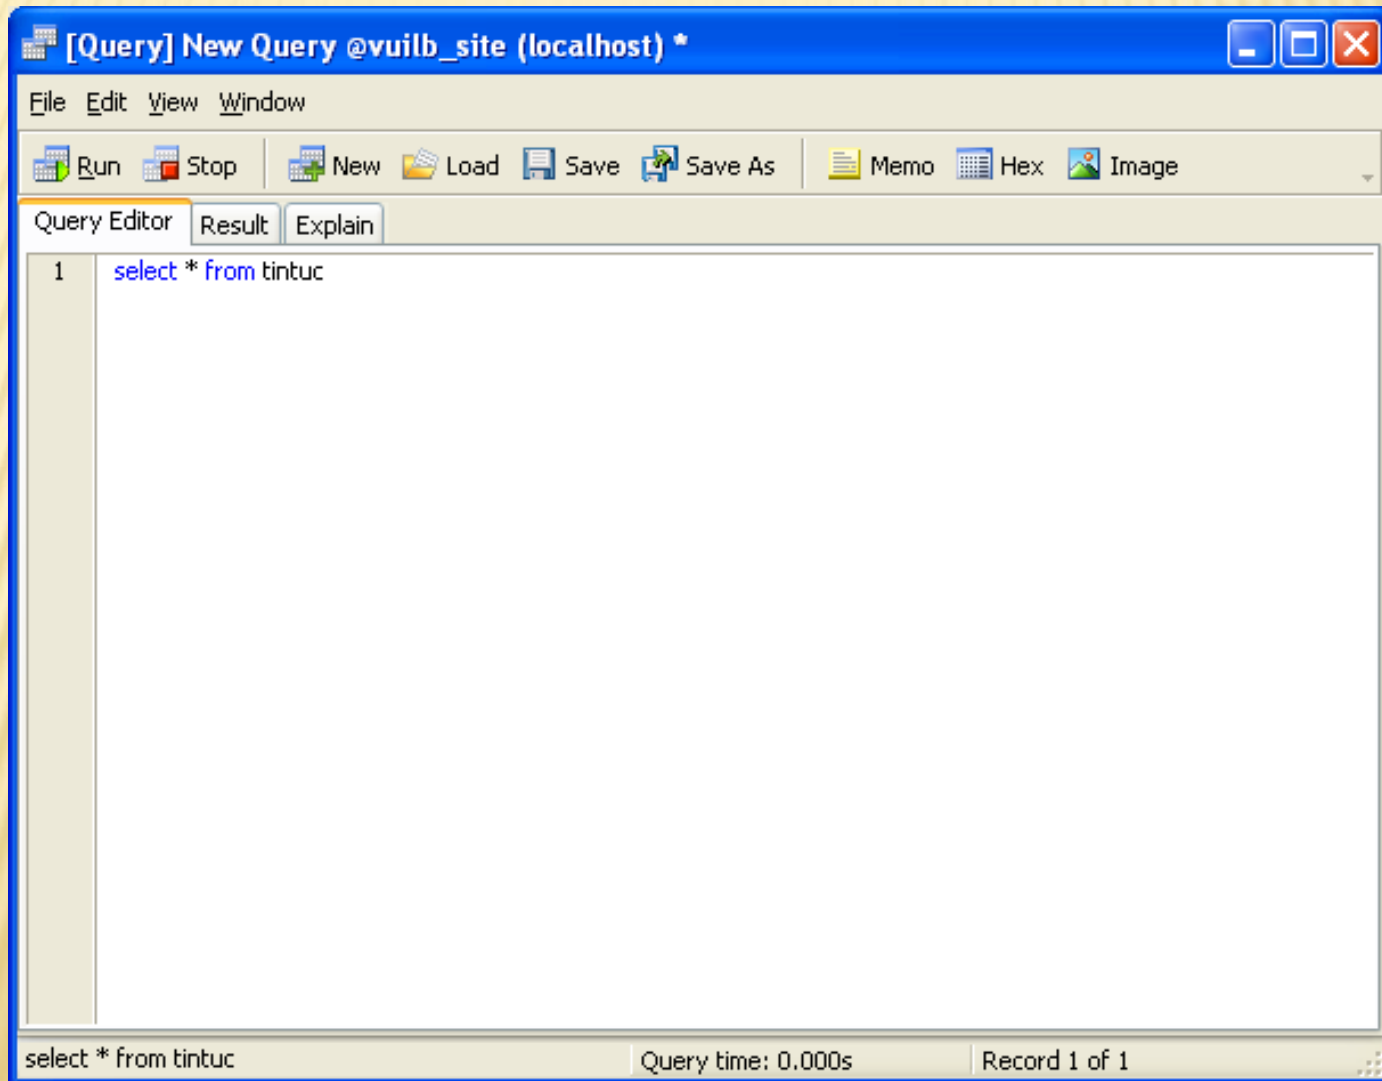 [Query] New Query @vuilb_site (localhost) *
File Edit View Window
Run Stop New Load Save Save As Memo Hex Image
Query Editor Result Explain
1 select * from tintuc
select * from tintuc Query time: 0.000s Record 1 of 1